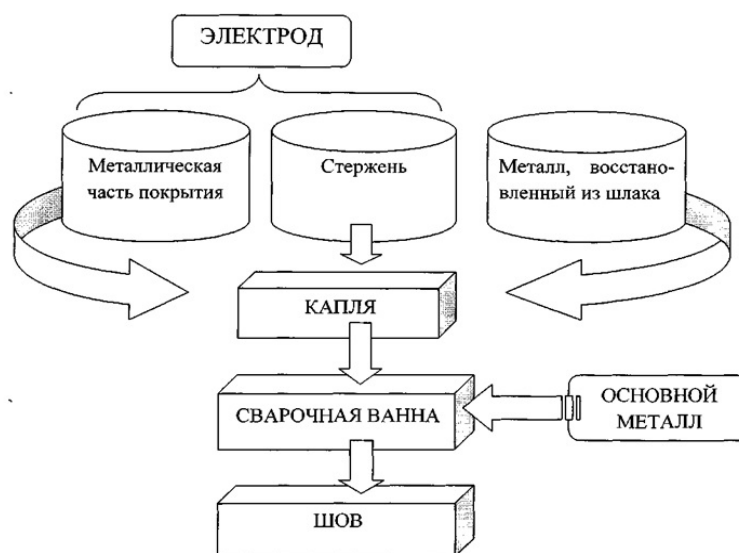 ЭЛЕКТРОД
Металлическая
часть покрытия
Стержень
Металл, восстано-
вленный из шлака
КАПЛЯ
СВАРОЧНАЯ ВАННА
ОСНОВНОЙ
МЕТАЛЛ
ШОВ